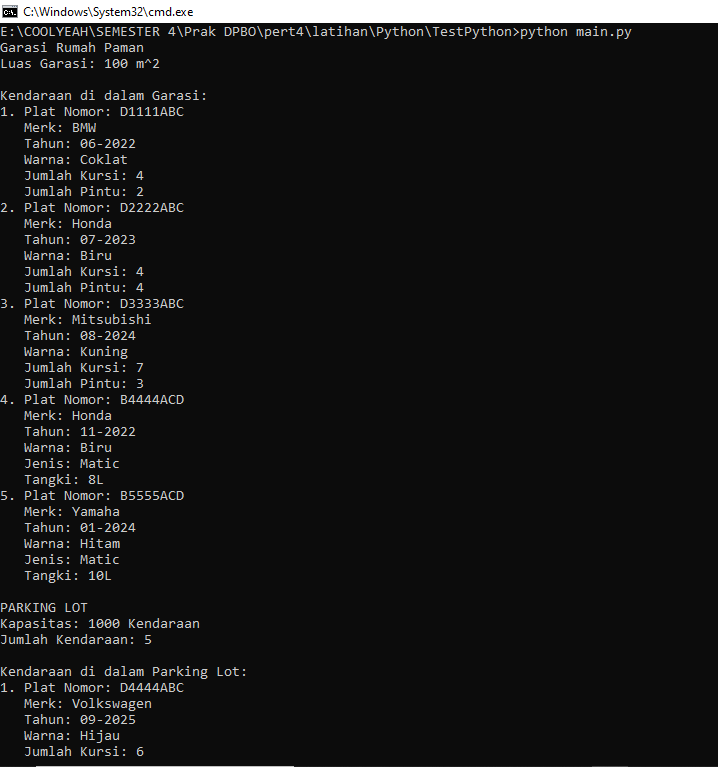 C:\Windows\System32\cmd.exe
E:\COOLYEAH\SEMESTER 4\Prak DPBO\pert4\latihan\Python\TestPython>python main.py
Garasi Rumah Paman
Luas Garasi: 100 m^2
Kendaraan di dalam Garasi:
1. Plat Nomor: D1111ABC
Merk: BMW
Tahun: 06-2022
Warna: Coklat
Jumlah Kursi: 4
Jumlah Pintu: 2
2. Plat Nomor: D2222ABC
Merk: Honda
Tahun: 07-2023
Warna: Biru
Jumlah Kursi: 4
Jumlah Pintu: 4
3. Plat Nomor: D3333ABC
Merk: Mitsubishi
Tahun: 08-2024
Warna: Kuning
Jumlah Kursi: 7
Jumlah Pintu: 3
4. Plat Nomor: B4444ACD
Merk: Honda
Tahun: 11-2022
Warna: Biru
Jenis: Matic
Tangki: 8L
5. Plat Nomor: B5555ACD
Merk: Yamaha
Tahun: 01-2024
Warna: Hitam
Jenis: Matic
Tangki: 10L
PARKING LOT
Kapasitas: 1000 Kendaraan
Jumlah Kendaraan: 5
Kendaraan di dalam Parking Lot:
1. Plat Nomor: D4444ABC
Merk: Volkswagen
Tahun: 09-2025
Warna: Hijau
Jumlah Kursi: 6